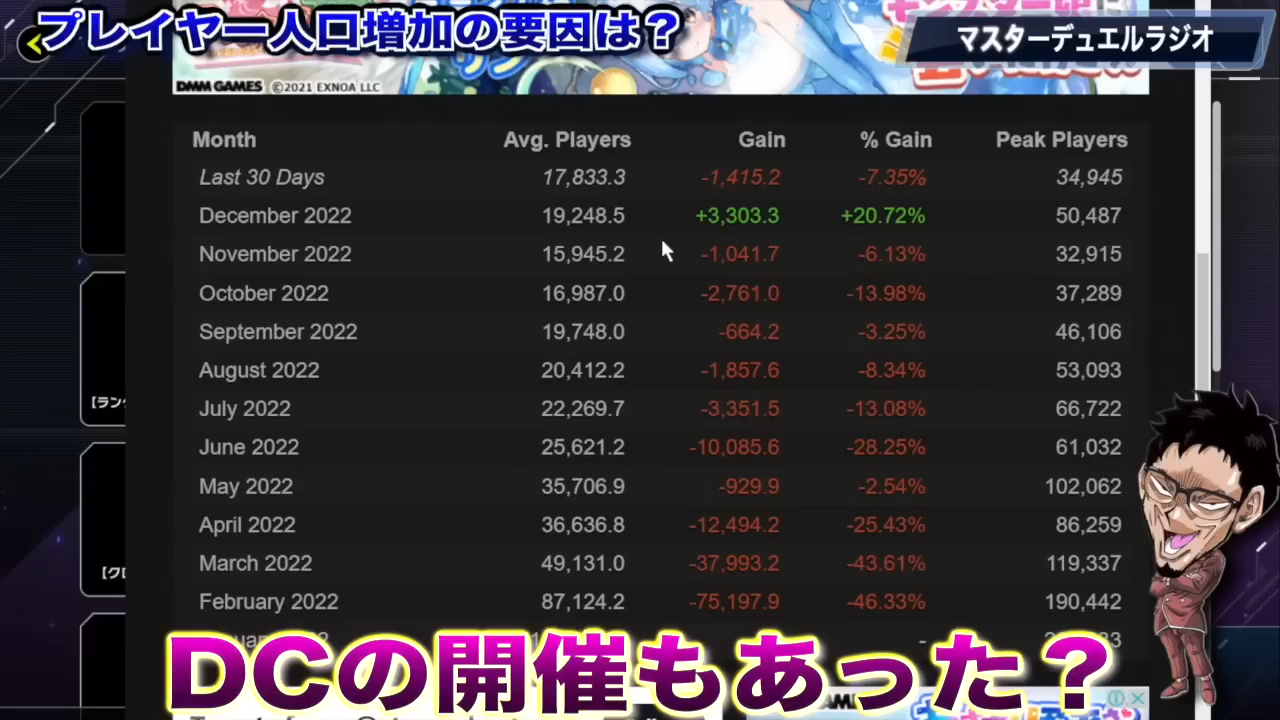 プレイヤー人口増加の要因は?
マスターデュエルラジオ
DMM GAMES ©2021 EXNOA LLC
Month Avg. Players Gain % Gain Peak Players
Last 30 Days 17,833.3 -1,415.2 -7.35% 34,945
December 2022 19,248.5 +3,303.3 +20.72% 50,487
November 2022 15,945.2 -1,041.7 -6.13% 32,915
October 2022 16,987.0 -2,761.0 -13.98% 37,289
September 2022 19,748.0 -664.2 -3.25% 46,106
August 2022 20,412.2 -1,857.6 -8.34% 53,093
July 2022 22,269.7 -3,351.5 -13.08% 66,722
June 2022 25,621.2 -10,085.6 -28.25% 61,032
May 2022 35,706.9 -929.9 -2.54% 102,062
April 2022 36,636.8 -12,494.2 -25.43% 86,259
March 2022 49,131.0 -37,993.2 -43.61% 119,337
February 2022 87,124.2 -75,197.9 -46.33% 190,442
DCの開催もあった?